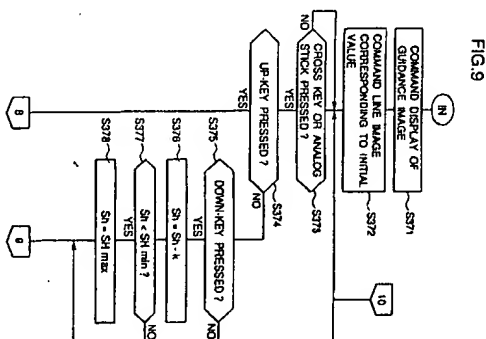 FIG.9
IN
COMMAND DISPLAY OF
GUIDANCE IMAGE
S371
COMMAND LINE IMAGE
CORRESPONDING TO INITIAL
VALUE
S372
10
CROSS KEY OR ANALOG
STICK PRESSED ?
S373
NO
YES
UP-KEY PRESSED ?
S374
NO
YES
DOWN-KEY PRESSED ?
S375
NO
YES
Sh = Sh - k
S376
Sh < SH min ?
S377
NO
YES
Sh = SH max
S378
8
9